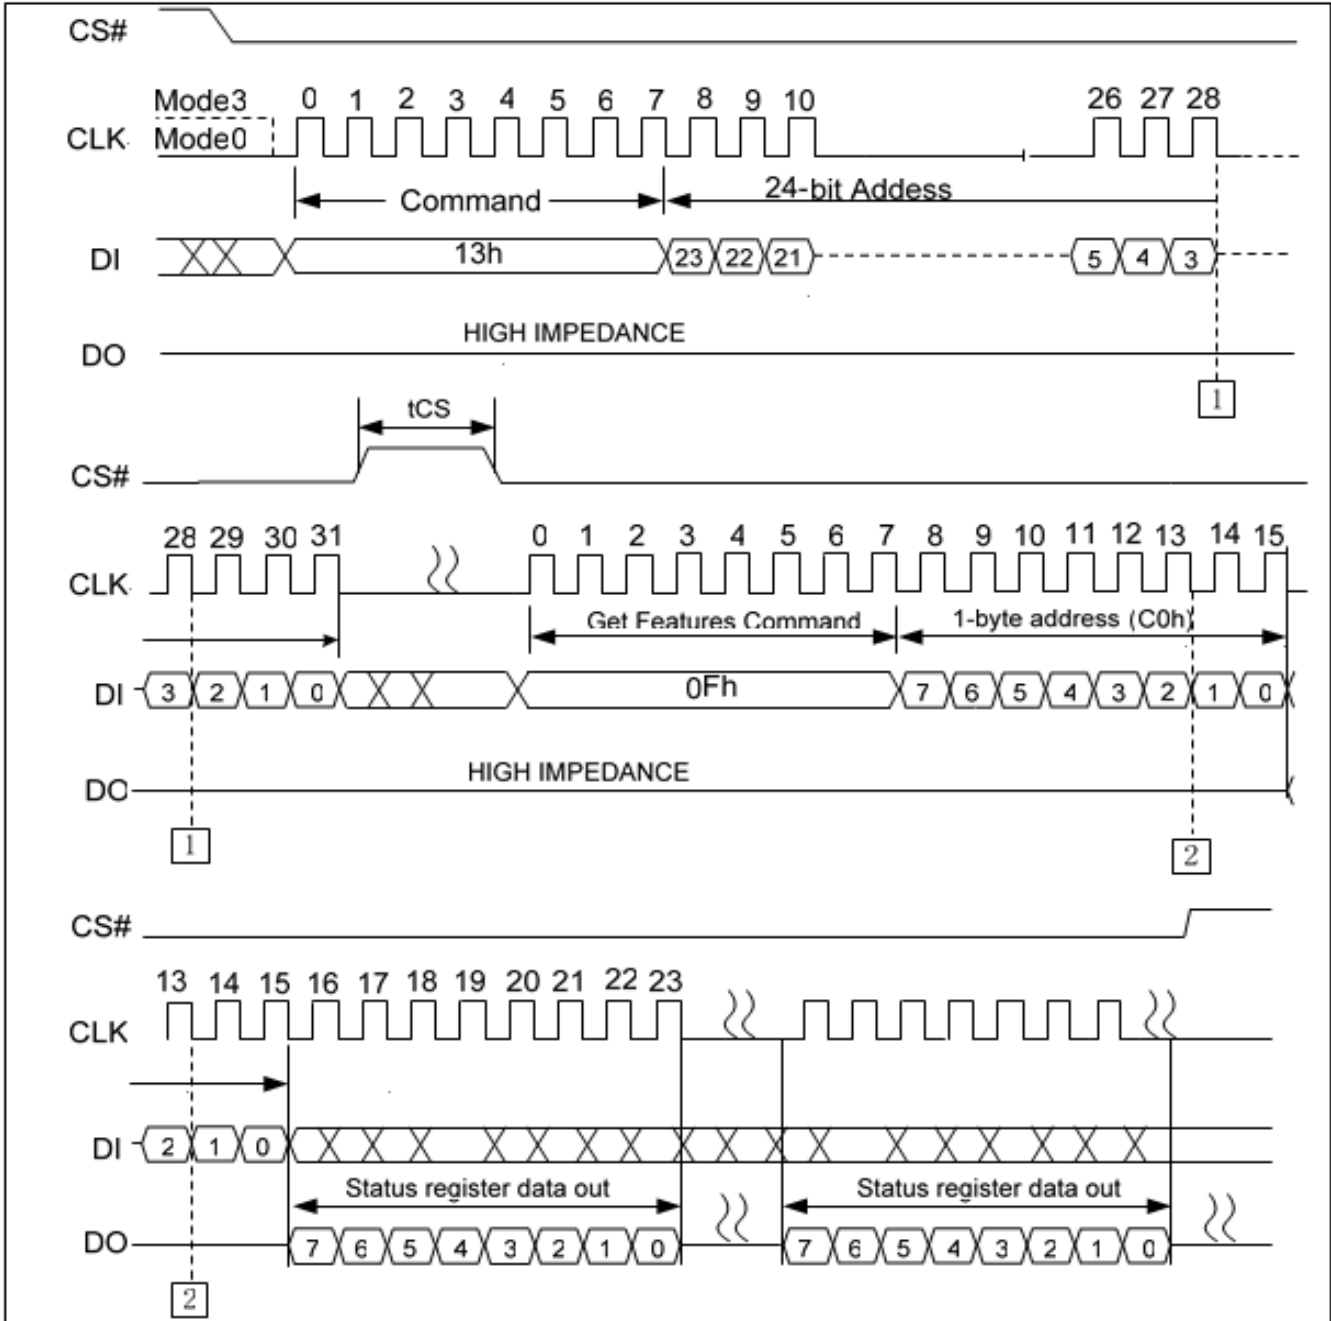 CS#
Mode3 0 1 2 3 4 5 6 7 8 9 10 26 27 28
CLK Mode0
Command 24-bit Addess
DI 13h 23 22 21 5 4 3
HIGH IMPEDANCE
DO
1
tCS
CS#
28 29 30 31 0 1 2 3 4 5 6 7 8 9 10 11 12 13 14 15
CLK
Get Features Command 1-byte address (C0h)
DI 3 2 1 0 0Fh 7 6 5 4 3 2 1 0
HIGH IMPEDANCE
DO
1 2
CS#
13 14 15 16 17 18 19 20 21 22 23
CLK
DI 2 1 0
Status register data out Status register data out
DO 7 6 5 4 3 2 1 0 7 6 5 4 3 2 1 0
2